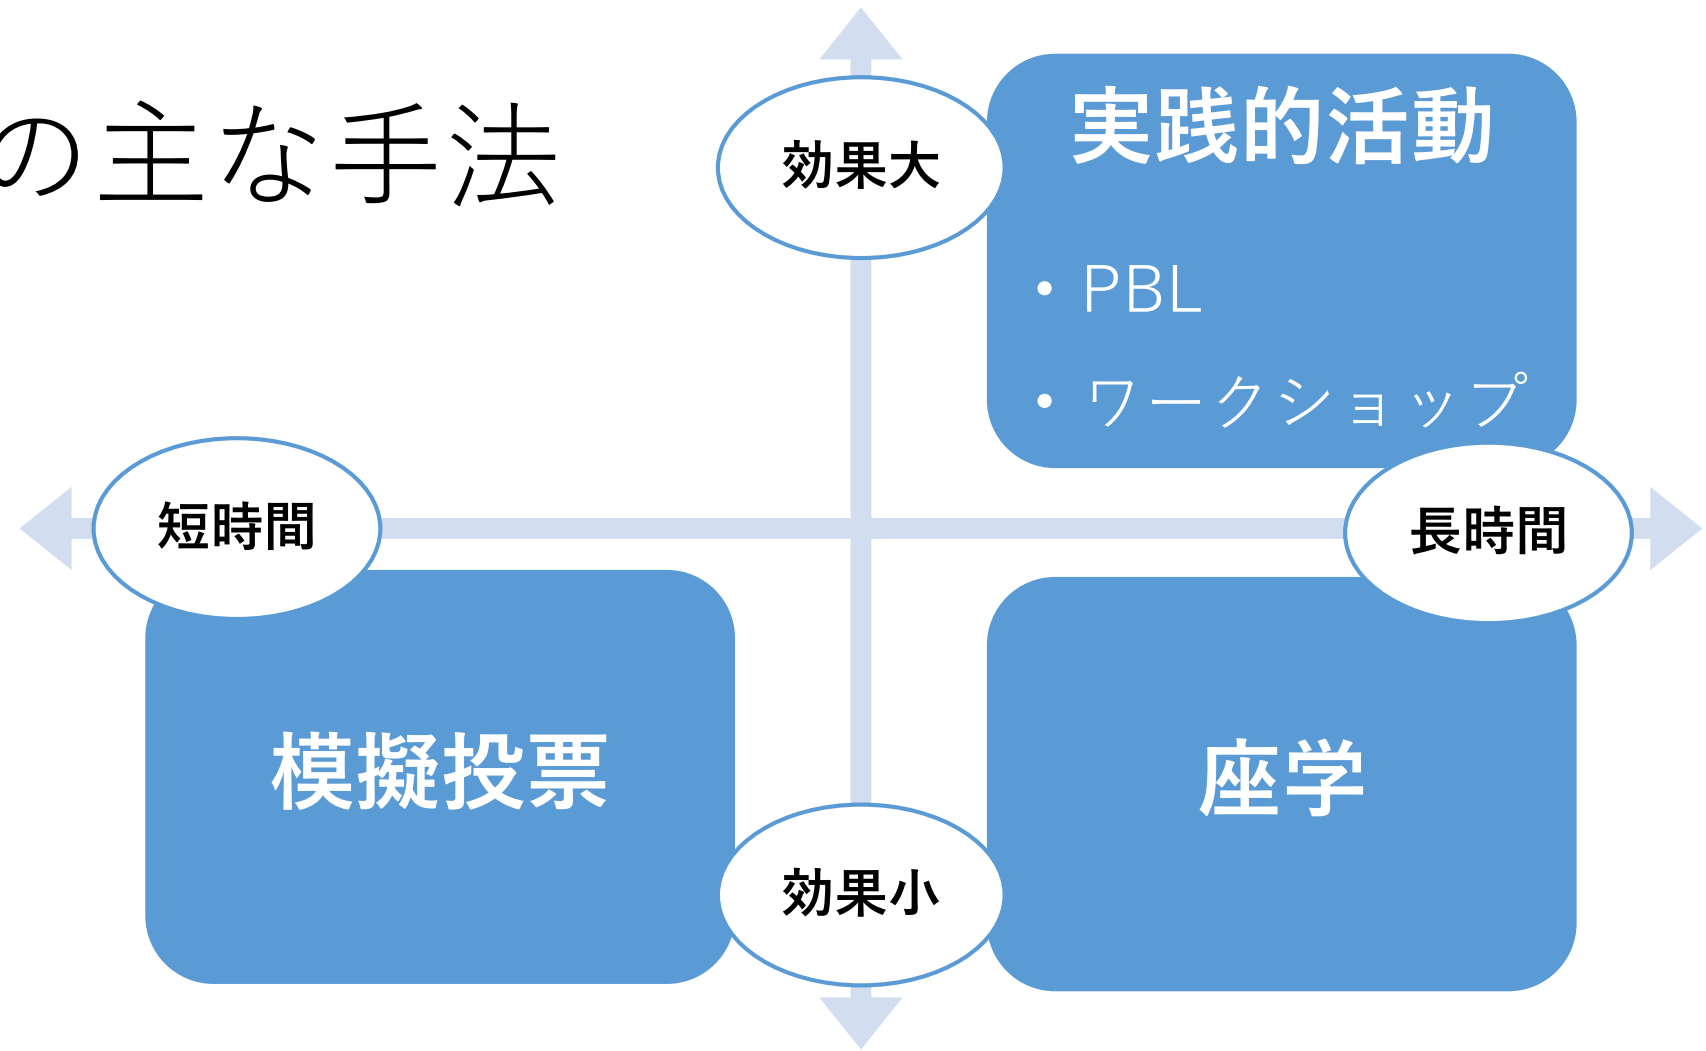 の主な手法
効果大
実践的活動
• PBL
• ワークショップ
短時間
長時間
模擬投票
座学
効果小